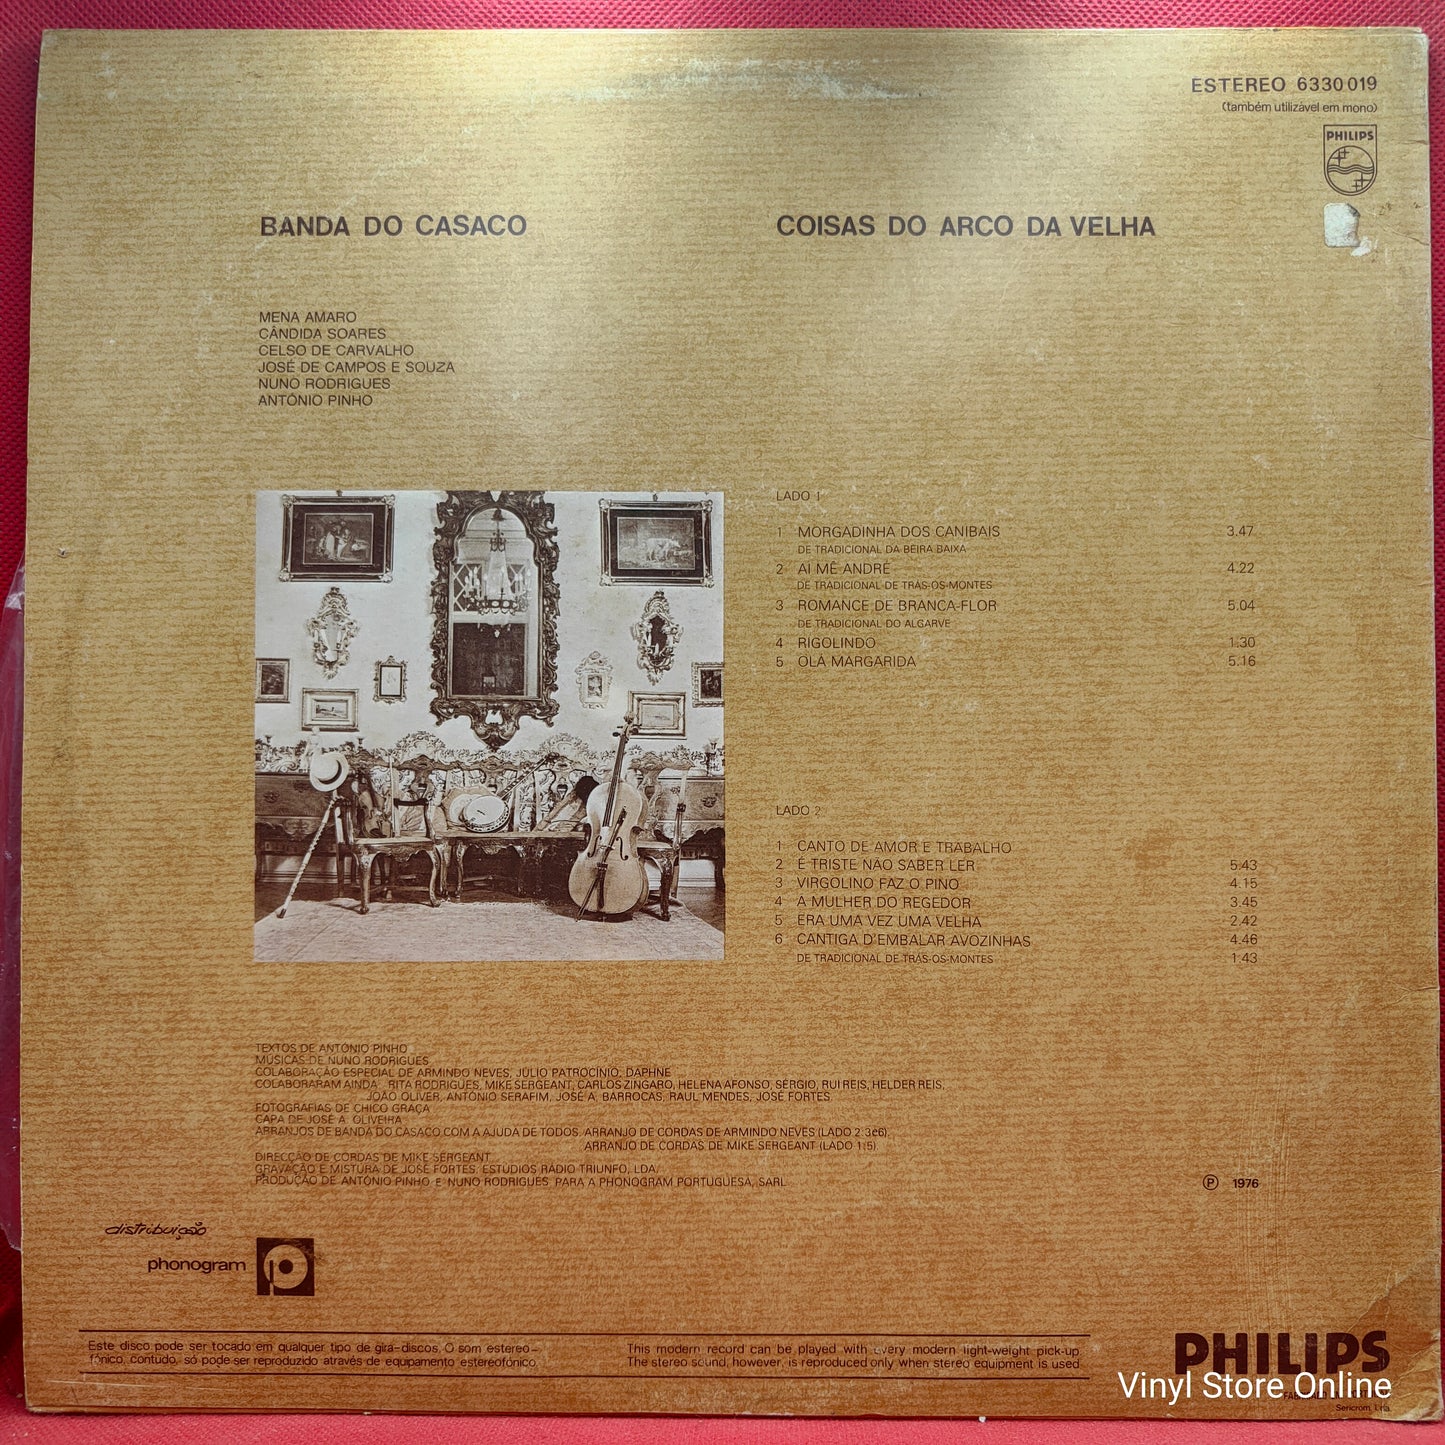 ESTEREO 6330 019
(também utilizável em mono)
PHILIPS
BANDA DO CASACO
COISAS DO ARCO DA VELHA
MENA AMARO
CÂNDIDA SOARES
CELSO DE CARVALHO
JOSÉ DE CAMPOS E SOUZA
NUNO RODRIGUES
ANTÓNIO PINHO
LADO 1
1 MORGADINHA DOS CANIBAIS 3.47
DE TRADICIONAL DA BEIRA BAIXA
2 AI MÊ ANDRÉ 4.22
DE TRADICIONAL DE TRÁS-OS-MONTES
3 ROMANCE DE BRANCA-FLOR 5.04
DE TRADICIONAL DO ALGARVE
4 RIGOLINDO 1.30
5 OLÁ MARGARIDA 5.16
LADO 2
1 CANTO DE AMOR E TRABALHO
2 É TRISTE NÃO SABER LER 5.43
3 VIRGOLINO FAZ O PINO 4.15
4 A MULHER DO REGEDOR 3.45
5 ERA UMA VEZ UMA VELHA 2.42
6 CANTIGA D'EMBALAR AVOZINHAS 4.46
DE TRADICIONAL DE TRÁS-OS-MONTES 1.43
TEXTOS DE ANTÓNIO PINHO
MÚSICAS DE NUNO RODRIGUES
COLABORAÇÃO ESPECIAL DE ARMINDO NEVES, JÚLIO PATROCÍNIO, DAPHNE
COLABORARAM AINDA RITA RODRIGUES, MIKE SERGEANT, CARLOS ZINGARO, HELENA AFONSO, SÉRGIO, RUI REIS, HELDER REIS,
JOÃO OLIVER, ANTÓNIO SERAFIM, JOSÉ A. BARROCAS, RAUL MENDES, JOSÉ FORTES
FOTOGRAFIAS DE CHICO GRAÇA
CAPA DE JOSÉ A. OLIVEIRA
ARRANJOS DE BANDA DO CASACO COM A AJUDA DE TODOS. ARRANJO DE CORDAS DE ARMINDO NEVES (LADO 2.3e6)
ARRANJO DE CORDAS DE MIKE SERGEANT (LADO 1.5)
DIRECÇÃO DE CORDAS DE MIKE SERGEANT
GRAVAÇÃO E MISTURA DE JOSÉ FORTES. ESTÚDIOS RÁDIO TRIUNFO, LDA.
PRODUÇÃO DE ANTÓNIO PINHO E NUNO RODRIGUES PARA A PHONOGRAM PORTUGUESA, SARL
Ⓟ 1976
distribuição
phonogram
Este disco pode ser tocado em qualquer tipo de gira-discos. O som estereo-
fónico, contudo, só pode ser reproduzido através de equipamento estereofónico.
This modern record can be played with every modern light-weight pick-up.
The stereo sound, however, is reproduced only when stereo equipment is used
PHILIPS
Vinyl Store Online
Sericrom, Lda.